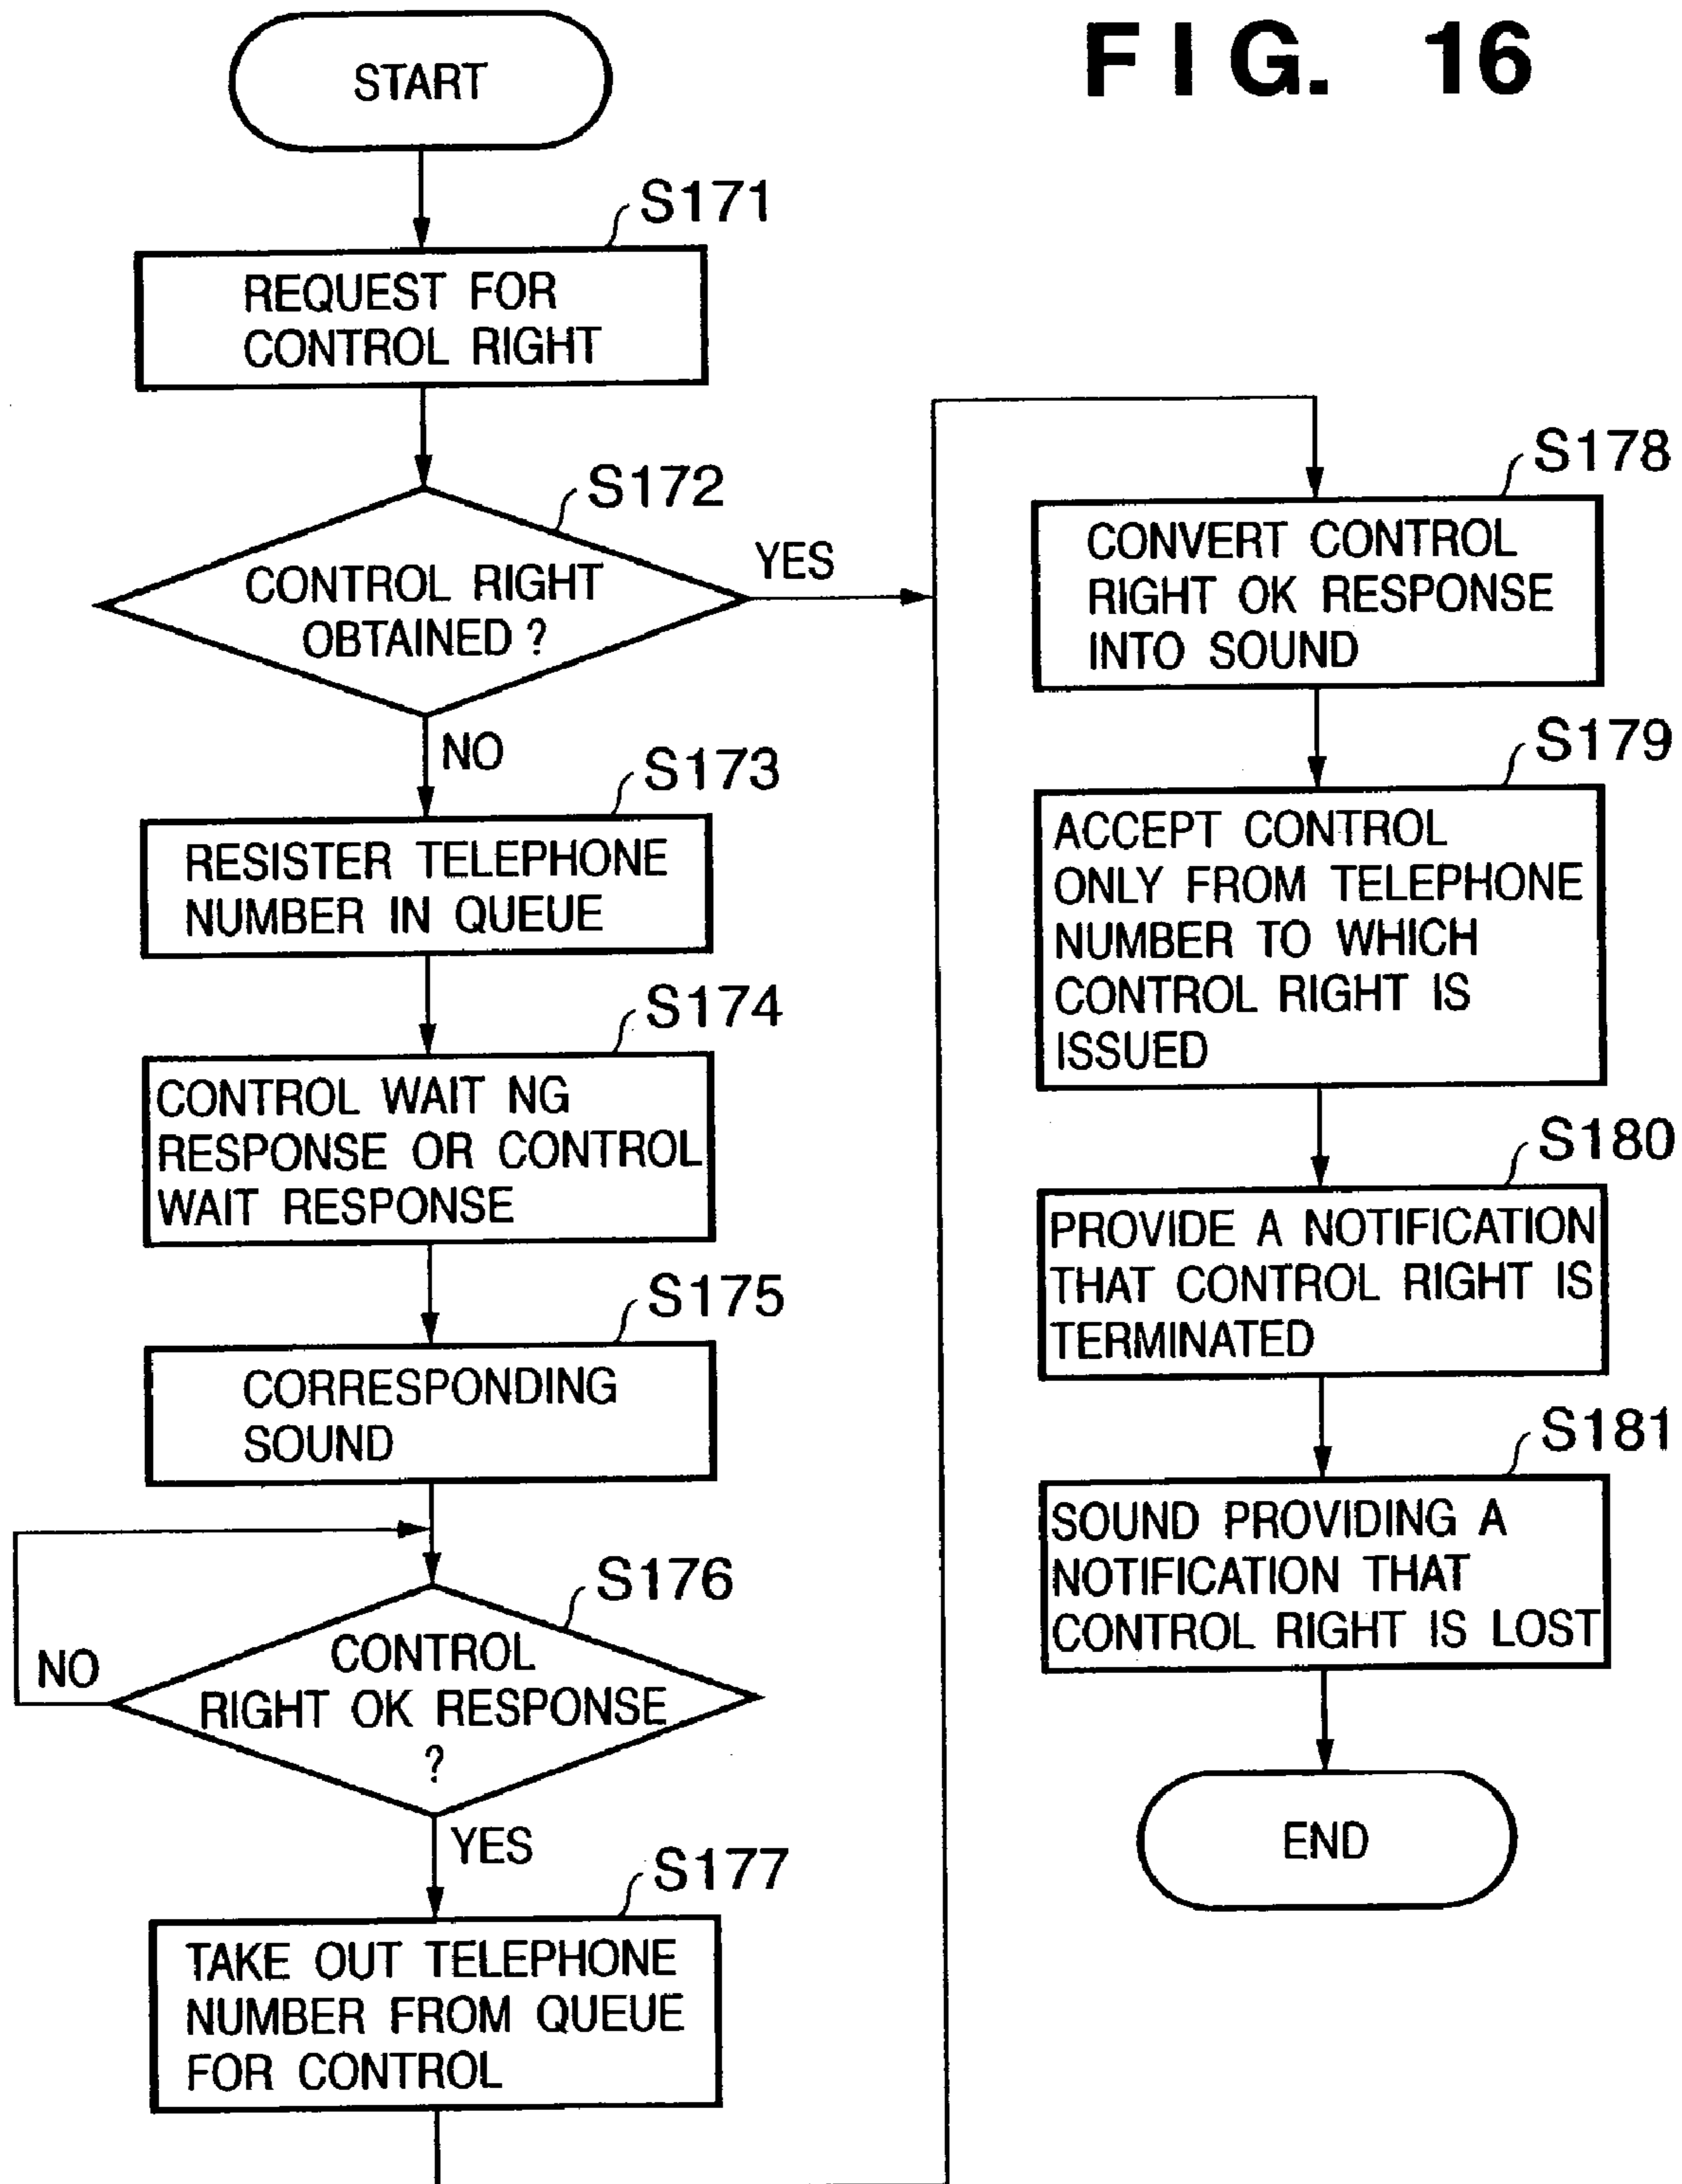 FIG. 16
START
S171
REQUEST FOR
CONTROL RIGHT
S172
CONTROL RIGHT
OBTAINED ?
YES
NO
S173
RESISTER TELEPHONE
NUMBER IN QUEUE
S174
CONTROL WAIT NG
RESPONSE OR CONTROL
WAIT RESPONSE
S175
CORRESPONDING
SOUND
S176
CONTROL
RIGHT OK RESPONSE
?
NO
YES
S177
TAKE OUT TELEPHONE
NUMBER FROM QUEUE
FOR CONTROL
S178
CONVERT CONTROL
RIGHT OK RESPONSE
INTO SOUND
S179
ACCEPT CONTROL
ONLY FROM TELEPHONE
NUMBER TO WHICH
CONTROL RIGHT IS
ISSUED
S180
PROVIDE A NOTIFICATION
THAT CONTROL RIGHT IS
TERMINATED
S181
SOUND PROVIDING A
NOTIFICATION THAT
CONTROL RIGHT IS LOST
END